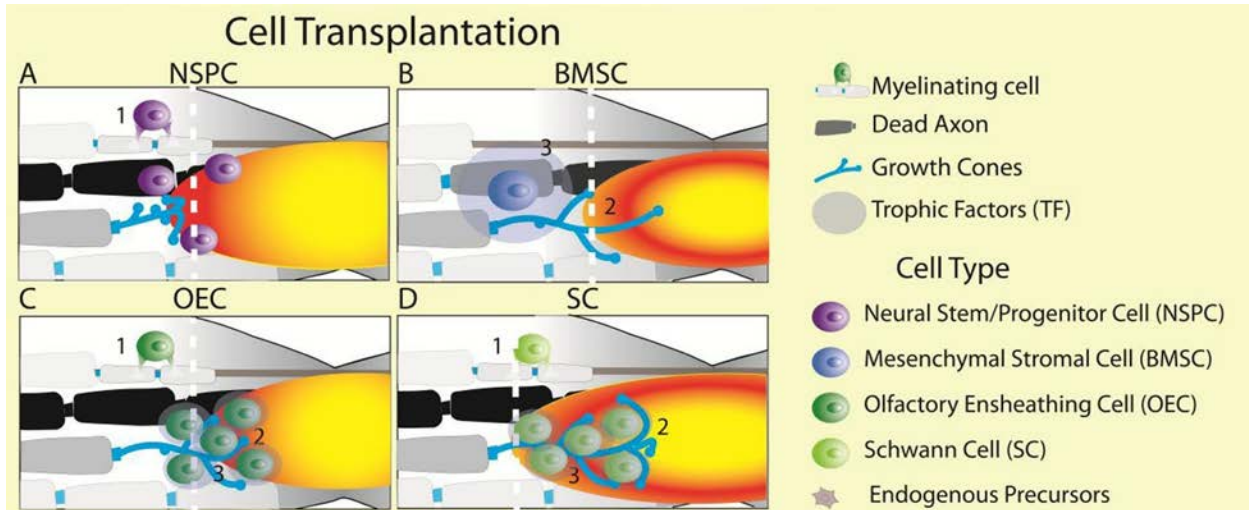 Cell Transplantation
A NSPC
1
B BMSC
3
2
C OEC
1
2
3
D SC
1
2
3
Myelinating cell
Dead Axon
Growth Cones
Trophic Factors (TF)
Cell Type
Neural Stem/Progenitor Cell (NSPC)
Mesenchymal Stromal Cell (BMSC)
Olfactory Ensheathing Cell (OEC)
Schwann Cell (SC)
Endogenous Precursors